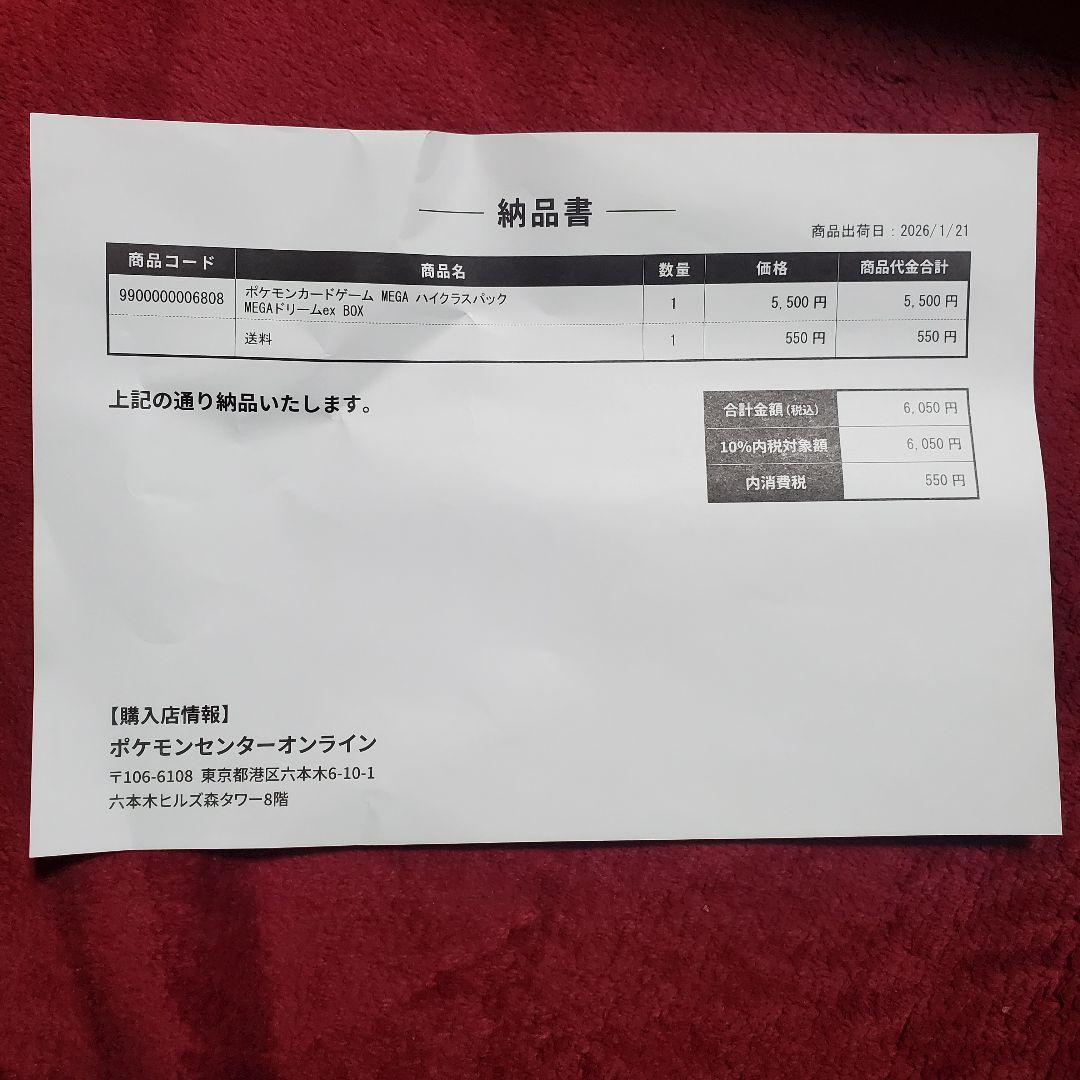 納品書
商品出荷日：2026/1/21
商品コード 商品名 数量 価格 商品代金合計
9900000006808 ポケモンカードゲーム MEGA ハイクラスパック 1 5,500 円 5,500 円
MEGAドリームex BOX
送料 1 550 円 550 円
上記の通り納品いたします。
合計金額(税込) 6,050 円
10%内税対象額 6,050 円
内消費税 550 円
【購入店情報】
ポケモンセンターオンライン
〒106-6108 東京都港区六本木6-10-1
六本木ヒルズ森タワー8階